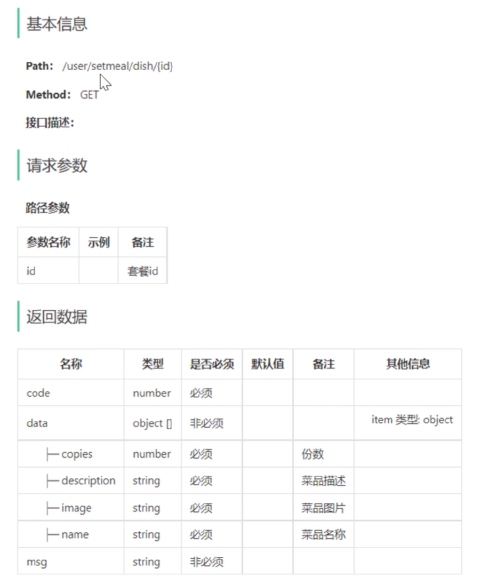 基本信息
Path: /user/setmeal/dish/{id}
Method: GET
接口描述:
请求参数
路径参数
参数名称 示例 备注
id 套餐id
返回数据
名称 类型 是否必须 默认值 备注 其他信息
code number 必须
data object [] 非必须 item 类型: object
├─ copies number 必须 份数
├─ description string 必须 菜品描述
├─ image string 必须 菜品图片
├─ name string 必须 菜品名称
msg string 非必须